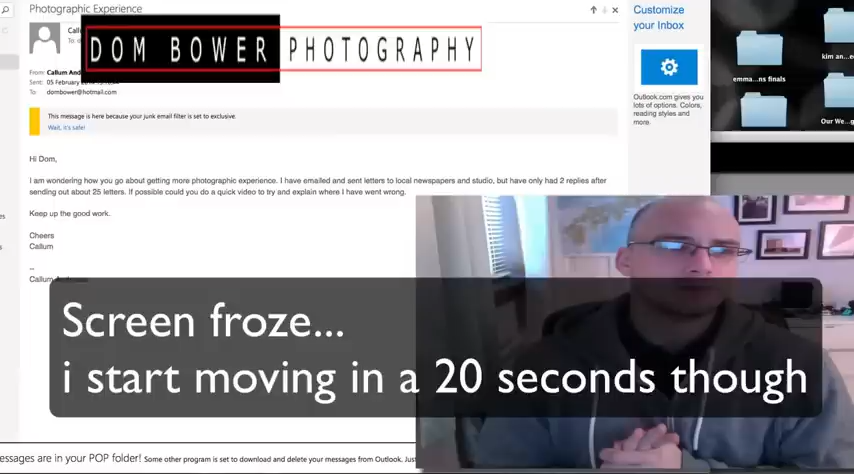 Photographic Experience
DOM BOWER PHOTOGRAPHY
From: Callum
Sent: 05 February
To: dombower@hotmail.com
This message is here because your junk email filter is set to exclusive.
Wait, it's safe!
Hi Dom,
I am wondering how you go about getting more photographic experience. I have emailed and sent letters to local newspapers and studio, but have only had 2 replies after
sending out about 25 letters. If possible could you do a quick video to try and explain where I have went wrong.
Keep up the good work.
Cheers
Callum
--
Callum
Screen froze...
i start moving in a 20 seconds though
essages are in your POP folder! Some other program is set to download and delete your messages from Outlook. Just
Customize
your Inbox
Outlook.com gives you
lots of options. Colors,
reading styles and
more.
emma...ns finals
kim an...
Our We...